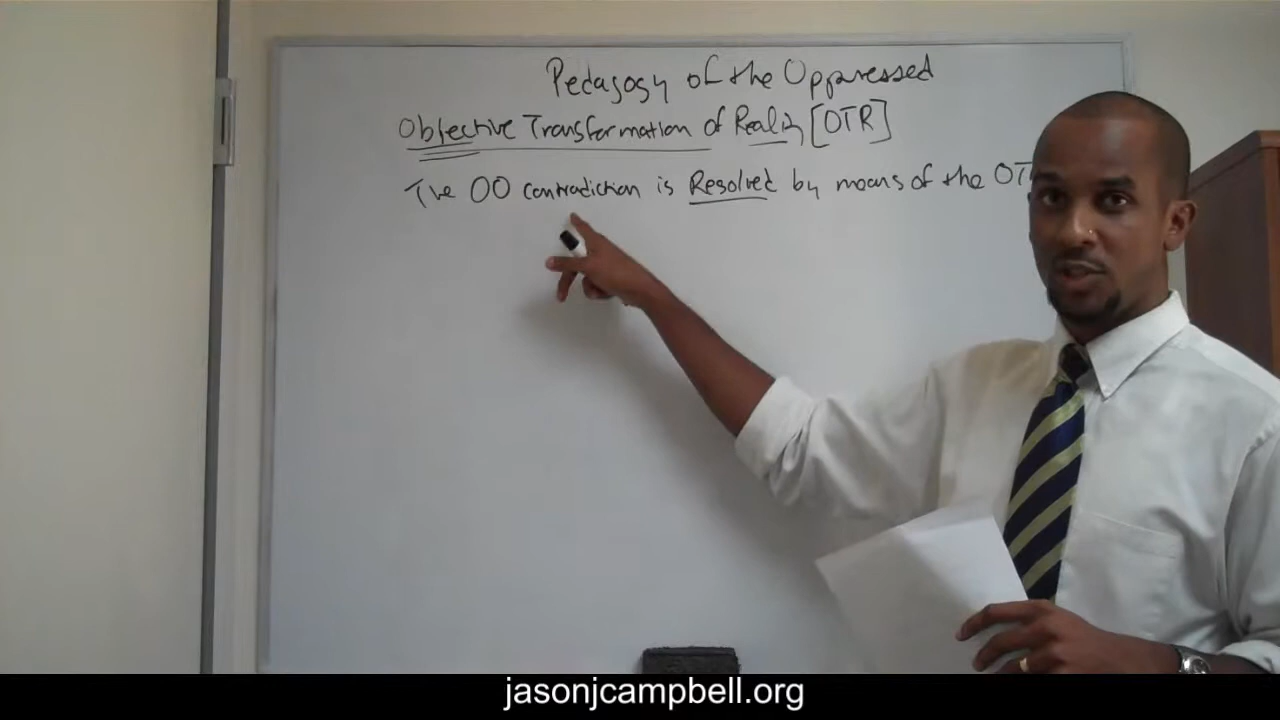 Pedagogy of the Oppressed
Objective Transformation of Reality [OTR]
The OO contradiction is Resolved by means of the OT
jasonjcampbell.org